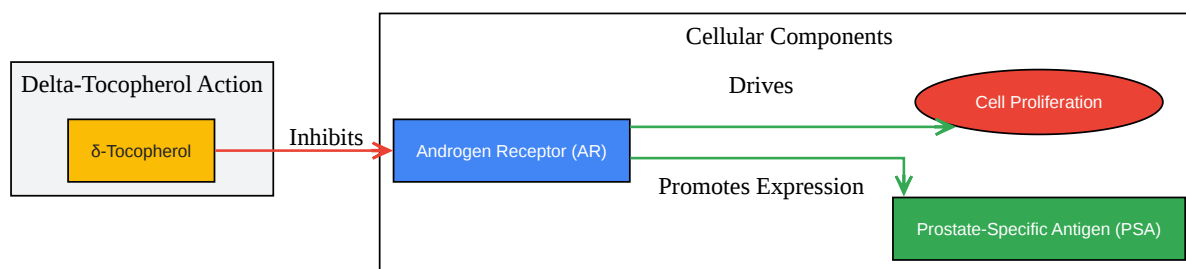 Cellular Components
Delta-Tocopherol Action
Drives
Cell Proliferation
δ-Tocopherol
Inhibits
Androgen Receptor (AR)
Promotes Expression
Prostate-Specific Antigen (PSA)